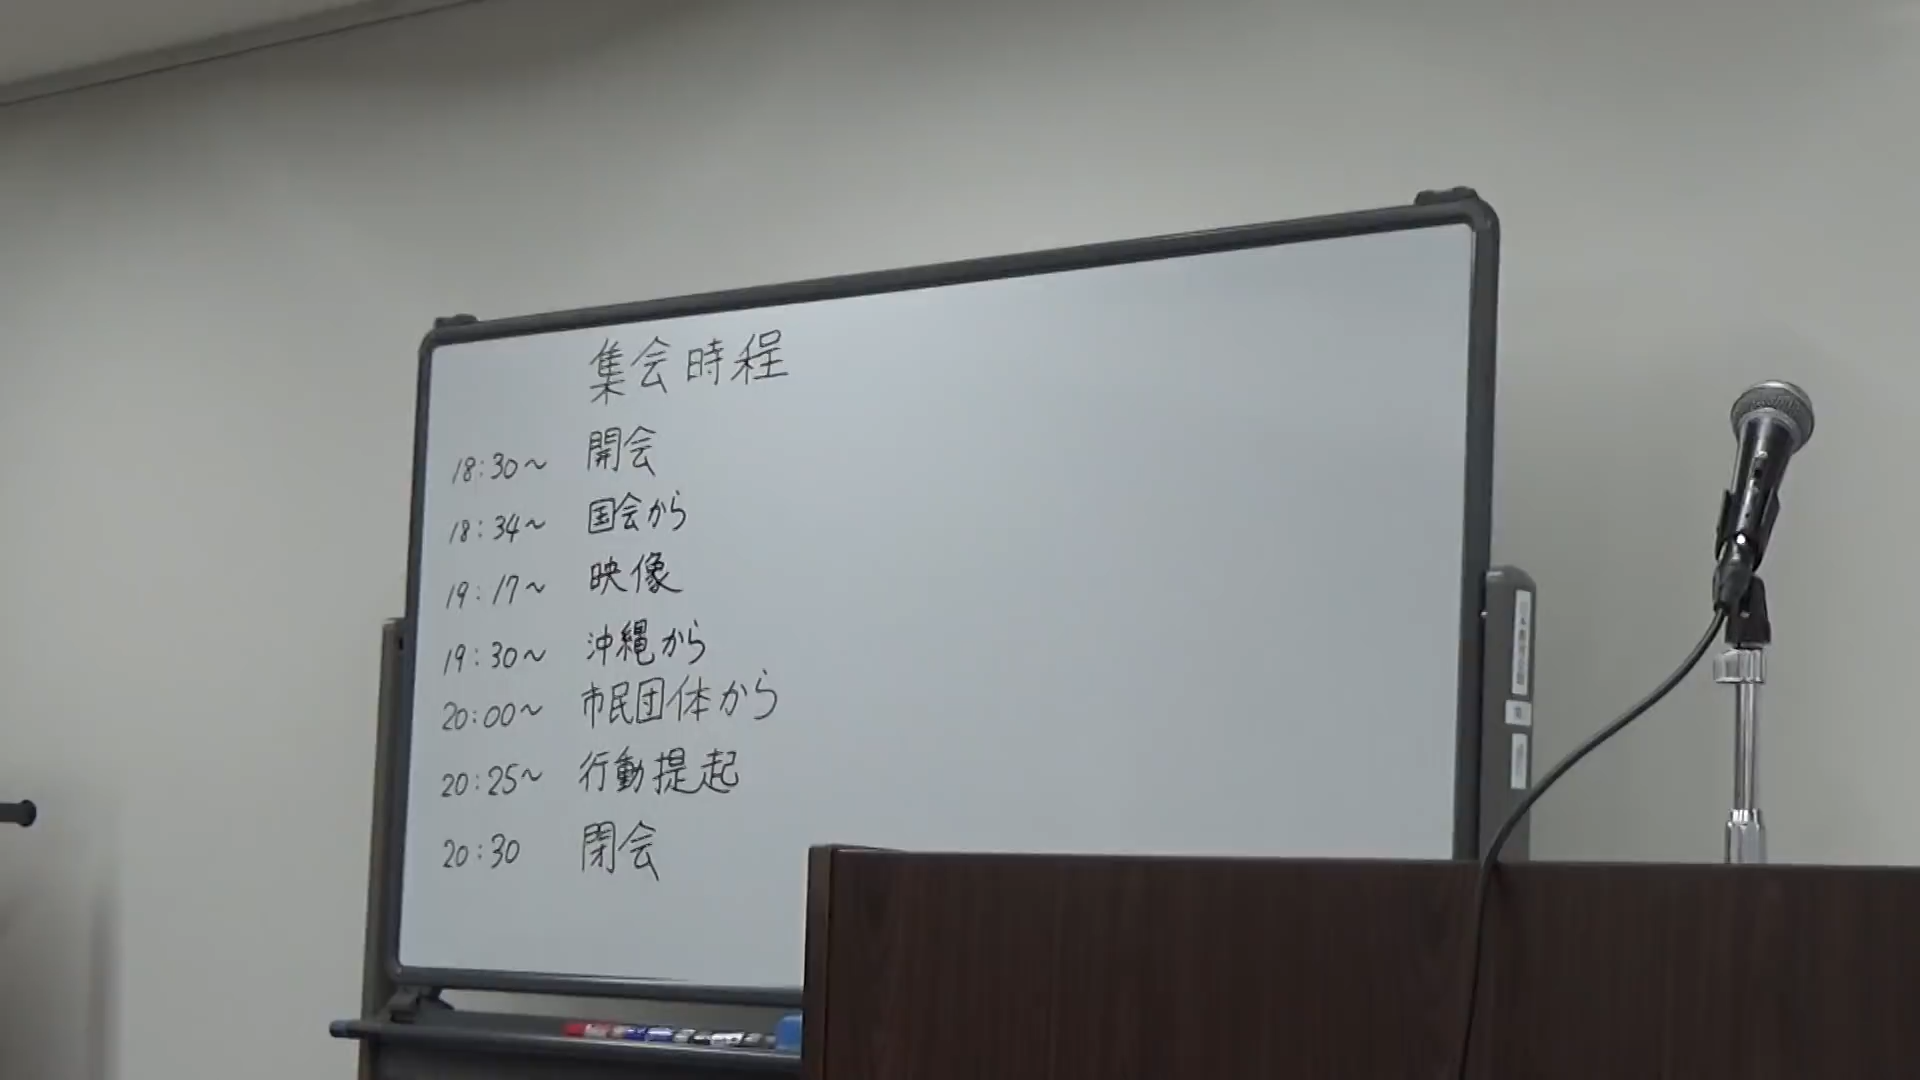 集会時程
18:30～ 開会
18:34～ 国会から
19:17～ 映像
19:30～ 沖縄から
20:00～ 市民団体から
20:25～ 行動提起
20:30 閉会